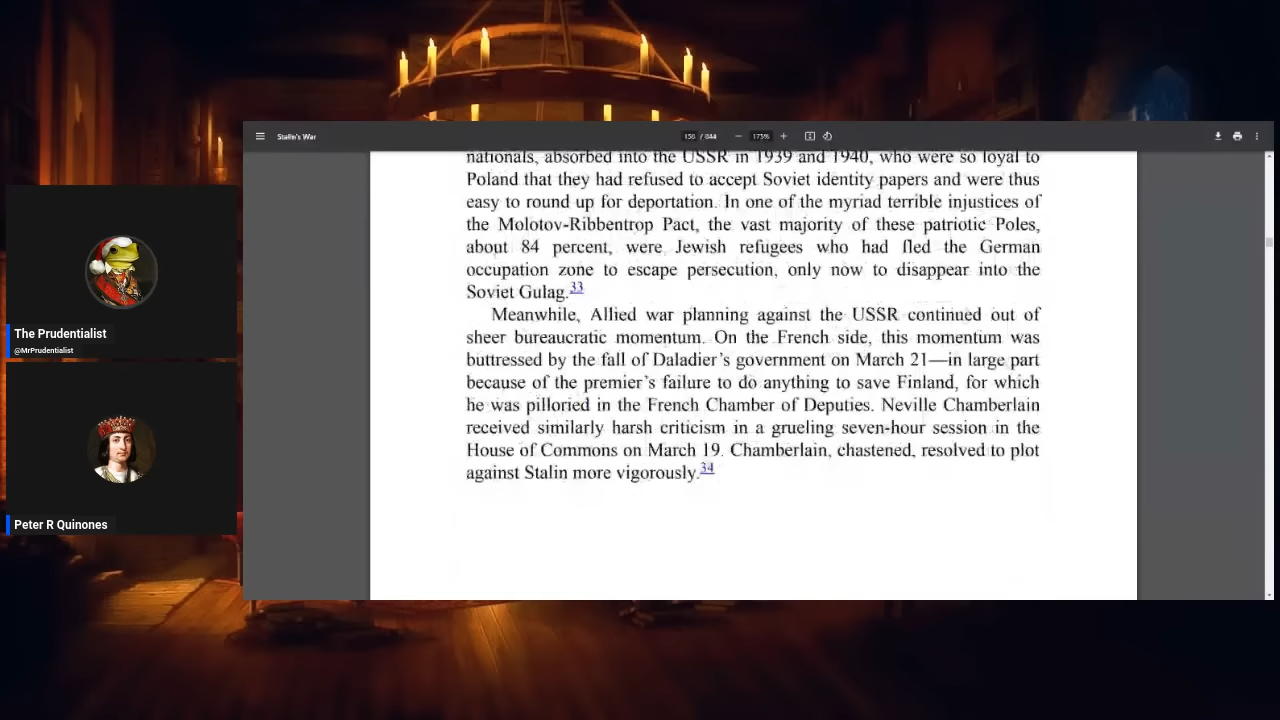 Stalin's War
158 / 844
175%
nationals, absorbed into the USSR in 1939 and 1940, who were so loyal to
Poland that they had refused to accept Soviet identity papers and were thus
easy to round up for deportation. In one of the myriad terrible injustices of
the Molotov-Ribbentrop Pact, the vast majority of these patriotic Poles,
about 84 percent, were Jewish refugees who had fled the German
occupation zone to escape persecution, only now to disappear into the
Soviet Gulag.33
Meanwhile, Allied war planning against the USSR continued out of
sheer bureaucratic momentum. On the French side, this momentum was
buttressed by the fall of Daladier's government on March 21—in large part
because of the premier's failure to do anything to save Finland, for which
he was pilloried in the French Chamber of Deputies. Neville Chamberlain
received similarly harsh criticism in a grueling seven-hour session in the
House of Commons on March 19. Chamberlain, chastened, resolved to plot
against Stalin more vigorously.34
The Prudentialist
@MrPrudentialist
Peter R Quinones